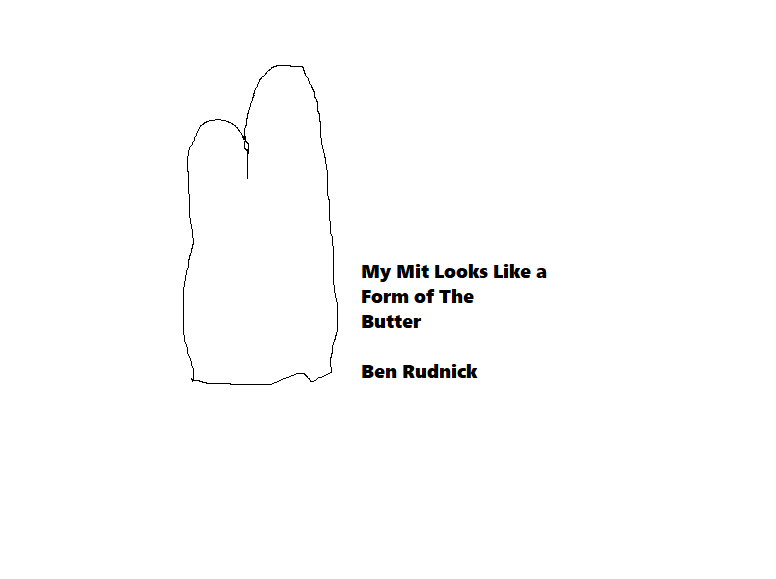 My Mit Looks Like a
Form of The
Butter
Ben Rudnick